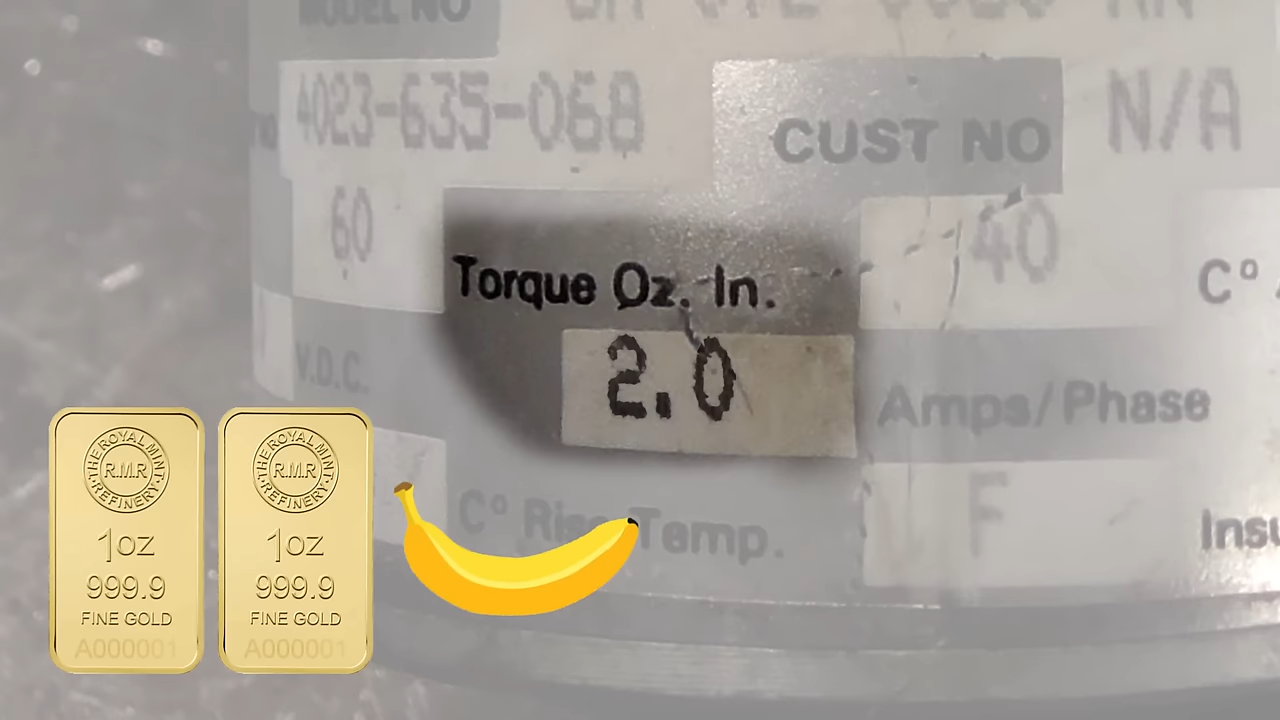 MODEL NO
4023-635-068
CUST NO
N/A
60
40
Torque Oz. In.
2.0
C°
V.D.C.
Amps/Phase
C° Rise Temp.
F
THE ROYAL MINT
R.M.R
REFINERY
1oz
999.9
FINE GOLD
A000001
THE ROYAL MINT
R.M.R
REFINERY
1oz
999.9
FINE GOLD
A000001